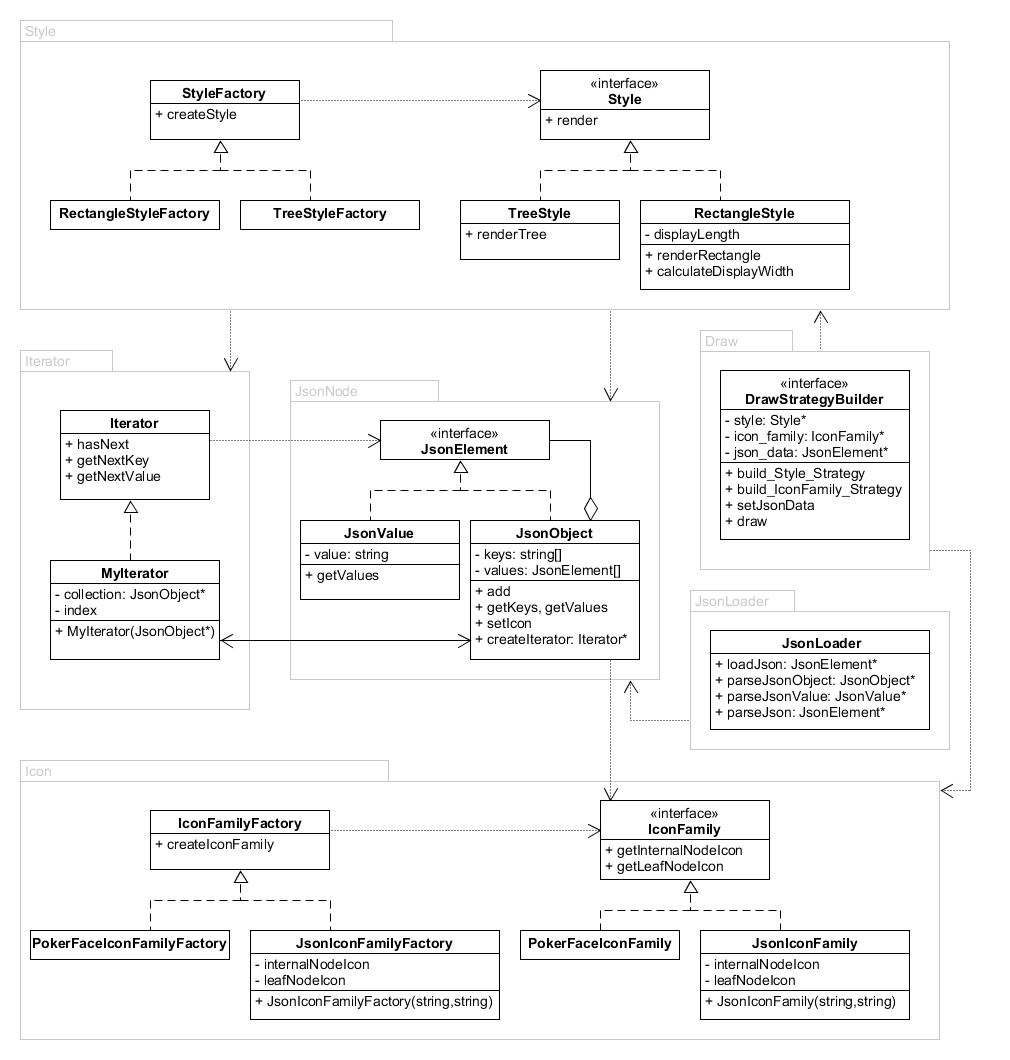 Style
StyleFactory
+ createStyle
«interface»
Style
+ render
RectangleStyleFactory
TreeStyleFactory
TreeStyle
+ renderTree
RectangleStyle
- displayLength
+ renderRectangle
+ calculateDisplayWidth
Iterator
Iterator
+ hasNext
+ getNextKey
+ getNextValue
MyIterator
- collection: JsonObject*
- index
+ MyIterator(JsonObject*)
JsonNode
«interface»
JsonElement
JsonValue
- value: string
+ getValues
JsonObject
- keys: string[]
- values: JsonElement[]
+ add
+ getKeys, getValues
+ setIcon
+ createIterator: Iterator*
Draw
«interface»
DrawStrategyBuilder
- style: Style*
- icon_family: IconFamily*
- json_data: JsonElement*
+ build_Style_Strategy
+ build_IconFamily_Strategy
+ setJsonData
+ draw
JsonLoader
JsonLoader
+ loadJson: JsonElement*
+ parseJsonObject: JsonObject*
+ parseJsonValue: JsonValue*
+ parseJson: JsonElement*
Icon
IconFamilyFactory
+ createIconFamily
«interface»
IconFamily
+ getInternalNodeIcon
+ getLeafNodeIcon
PokerFaceIconFamilyFactory
JsonIconFamilyFactory
- internalNodeIcon
- leafNodeIcon
+ JsonIconFamilyFactory(string,string)
PokerFaceIconFamily
JsonIconFamily
- internalNodeIcon
- leafNodeIcon
+ JsonIconFamily(string,string)